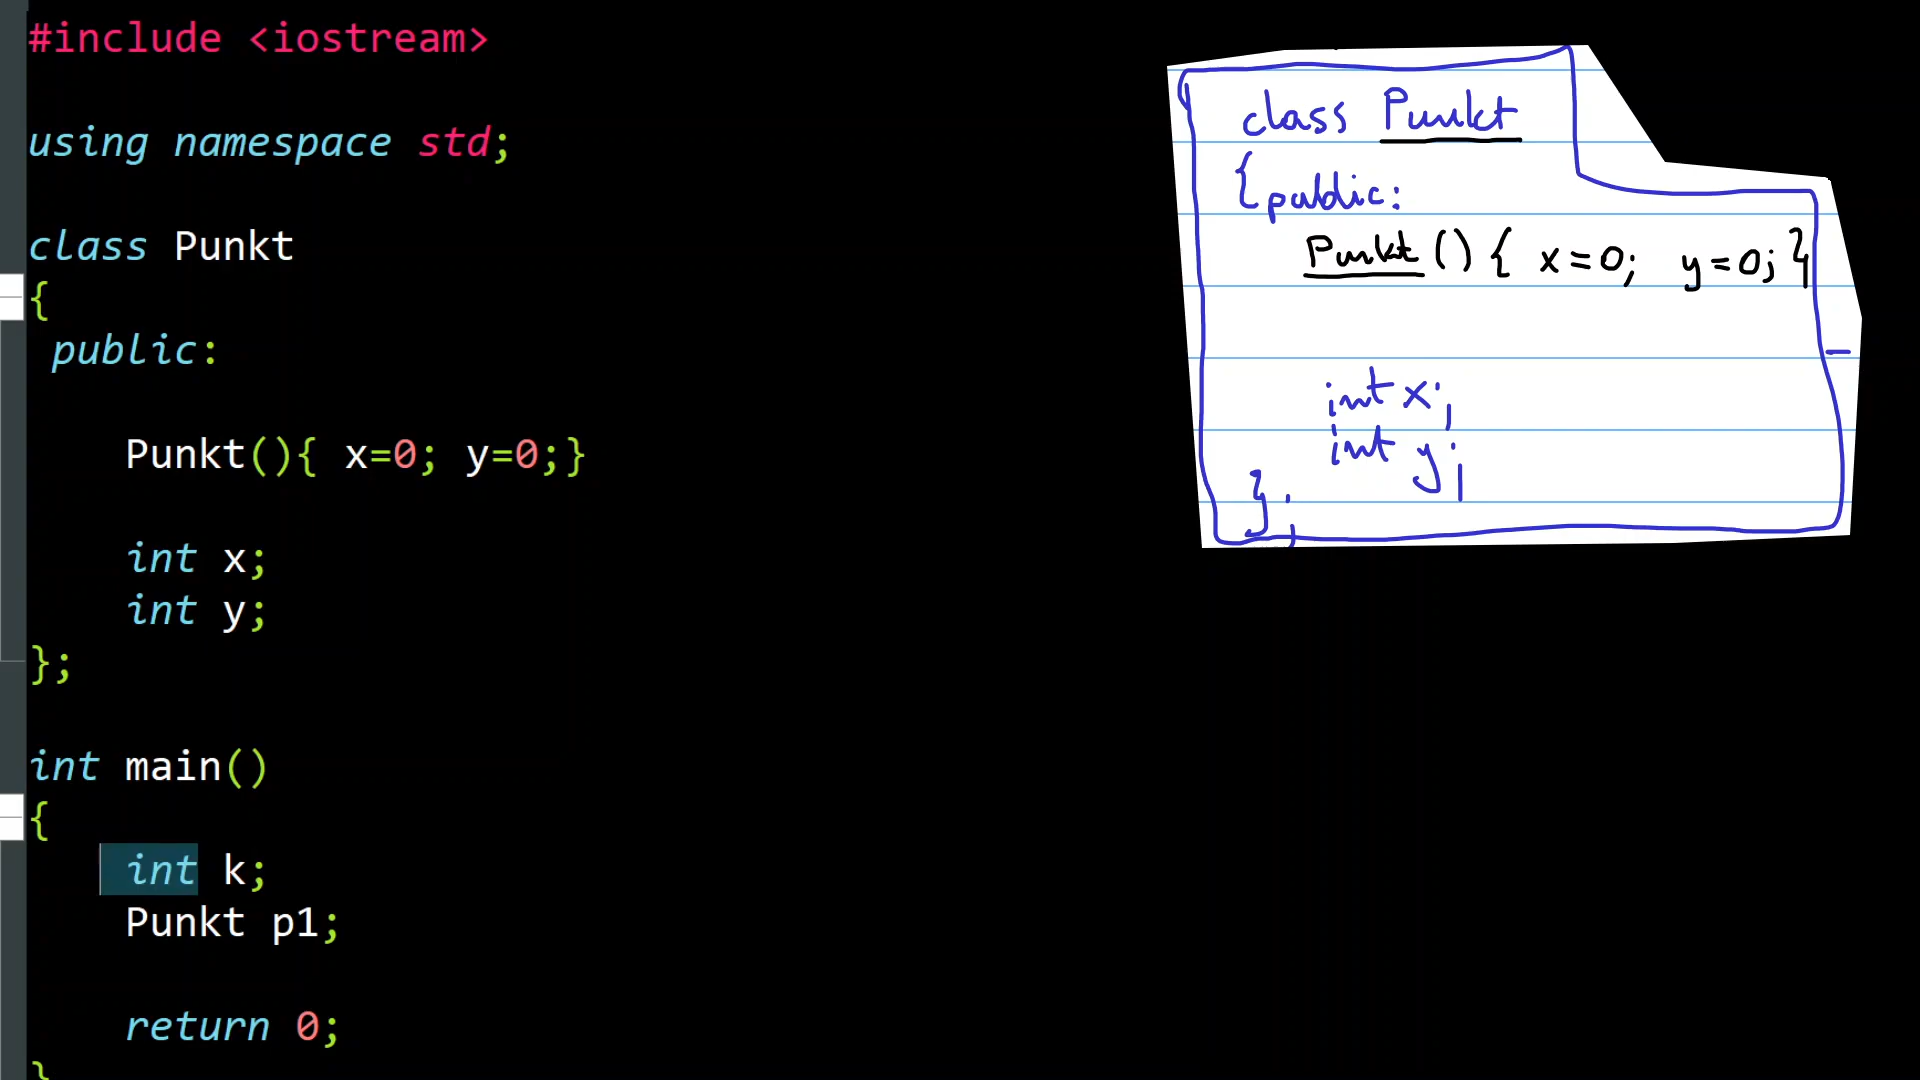 #include <iostream>
using namespace std;
class Punkt
{
public:
Punkt(){ x=0; y=0;}
int x;
int y;
};
int main()
{
int k;
Punkt p1;
return 0;
}
class Punkt
{public:
Punkt(){ x=0; y=0;}
int x;
int y;
};